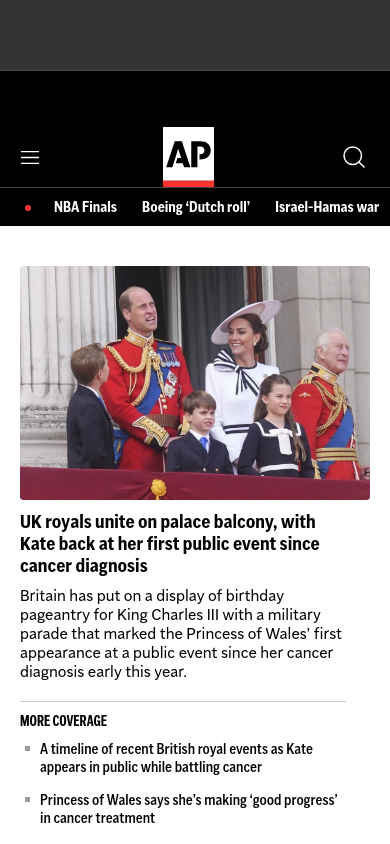 AP
NBA Finals Boeing ‘Dutch roll’ Israel-Hamas war
UK royals unite on palace balcony, with
Kate back at her first public event since
cancer diagnosis
Britain has put on a display of birthday
pageantry for King Charles III with a military
parade that marked the Princess of Wales’ first
appearance at a public event since her cancer
diagnosis early this year.
MORE COVERAGE
A timeline of recent British royal events as Kate
appears in public while battling cancer
Princess of Wales says she’s making ‘good progress’
in cancer treatment